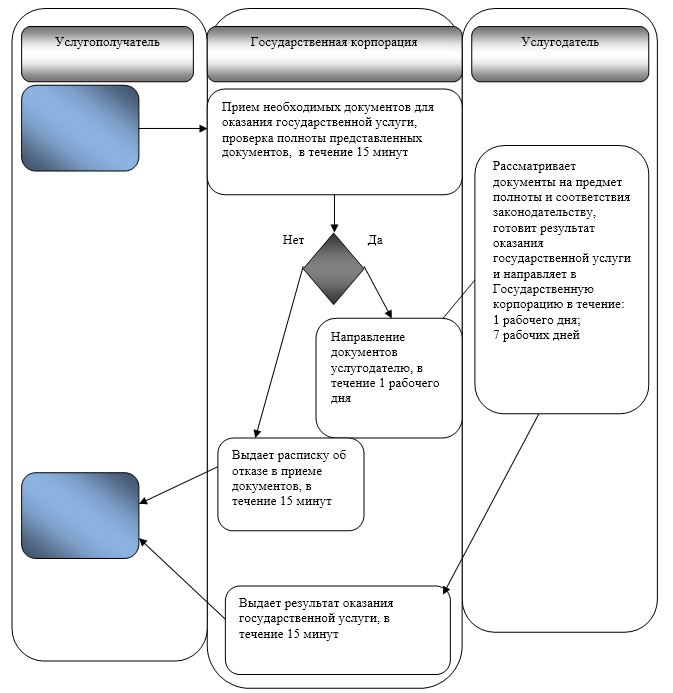 Услугополучатель
Государственная корпорация
Услугодатель
Прием необходимых документов для
оказания государственной услуги,
проверка полноты представленных
документов, в течение 15 минут
Рассматривает
документы на предмет
полноты и соответствия
законодательству,
готовит результат
оказания
государственной услуги
и направляет в
Государственную
корпорацию в течение:
1 рабочего дня;
7 рабочих дней
Нет
Да
Направление
документов
услугодателю, в
течение 1 рабочего
дня
Выдает расписку об
отказе в приеме
документов, в
течение 15 минут
Выдает результат оказания
государственной услуги, в
течение 15 минут